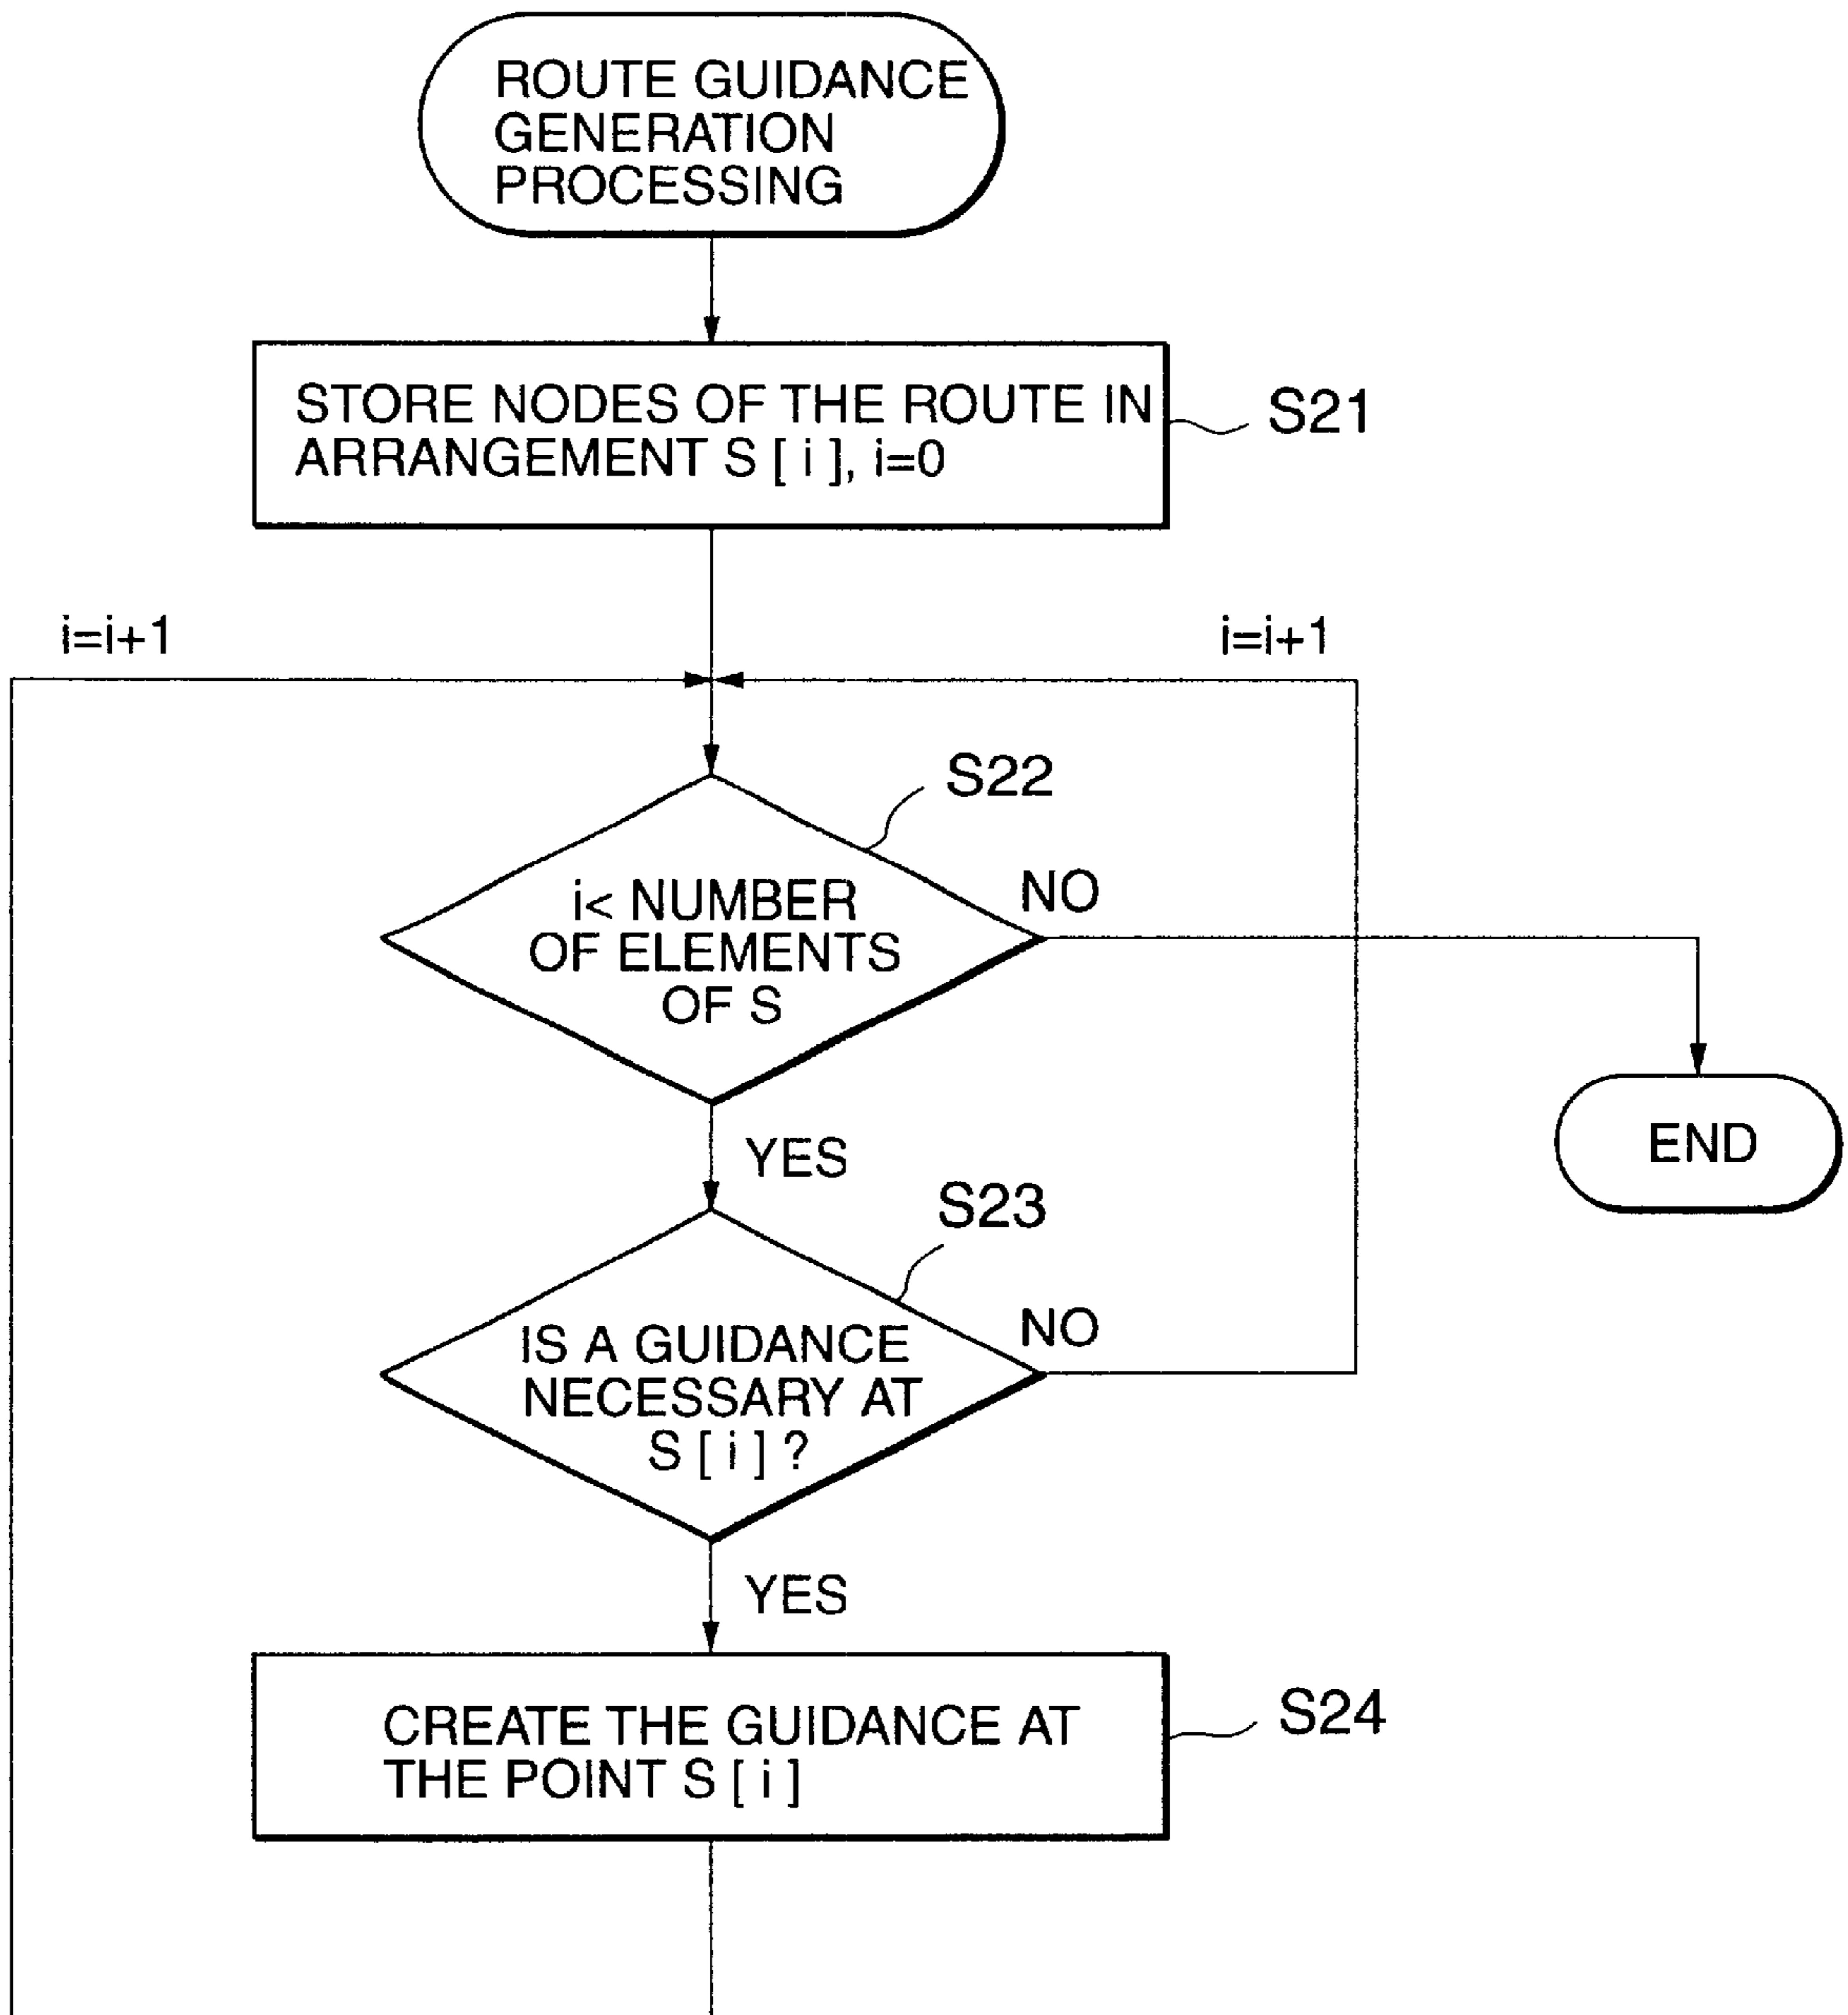 ROUTE GUIDANCE
GENERATION
PROCESSING
STORE NODES OF THE ROUTE IN
ARRANGEMENT S [ i ], i=0
S21
i=i+1
i=i+1
S22
i< NUMBER
OF ELEMENTS
OF S
NO
END
YES
S23
IS A GUIDANCE
NECESSARY AT
S [ i ] ?
NO
YES
CREATE THE GUIDANCE AT
THE POINT S [ i ]
S24